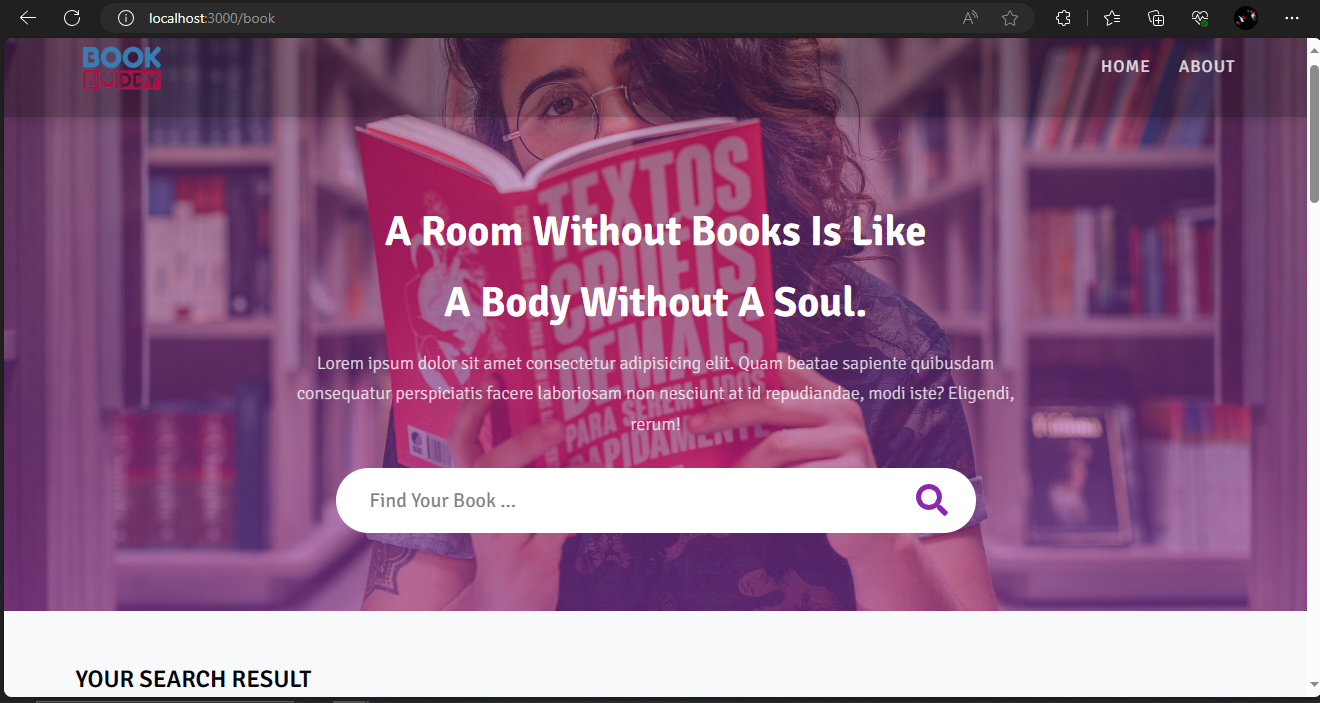 localhost:3000/book
BOOK
BUDDY
HOME ABOUT
TEXTOS
CRUÉIS
DEMAIS
PARA SEREM LIDOS
RAPIDAMENTE
A Room Without Books Is Like
A Body Without A Soul.
Lorem ipsum dolor sit amet consectetur adipisicing elit. Quam beatae sapiente quibusdam
consequatur perspiciatis facere laboriosam non nesciunt at id repudiandae, modi iste? Eligendi,
rerum!
Find Your Book ...
YOUR SEARCH RESULT